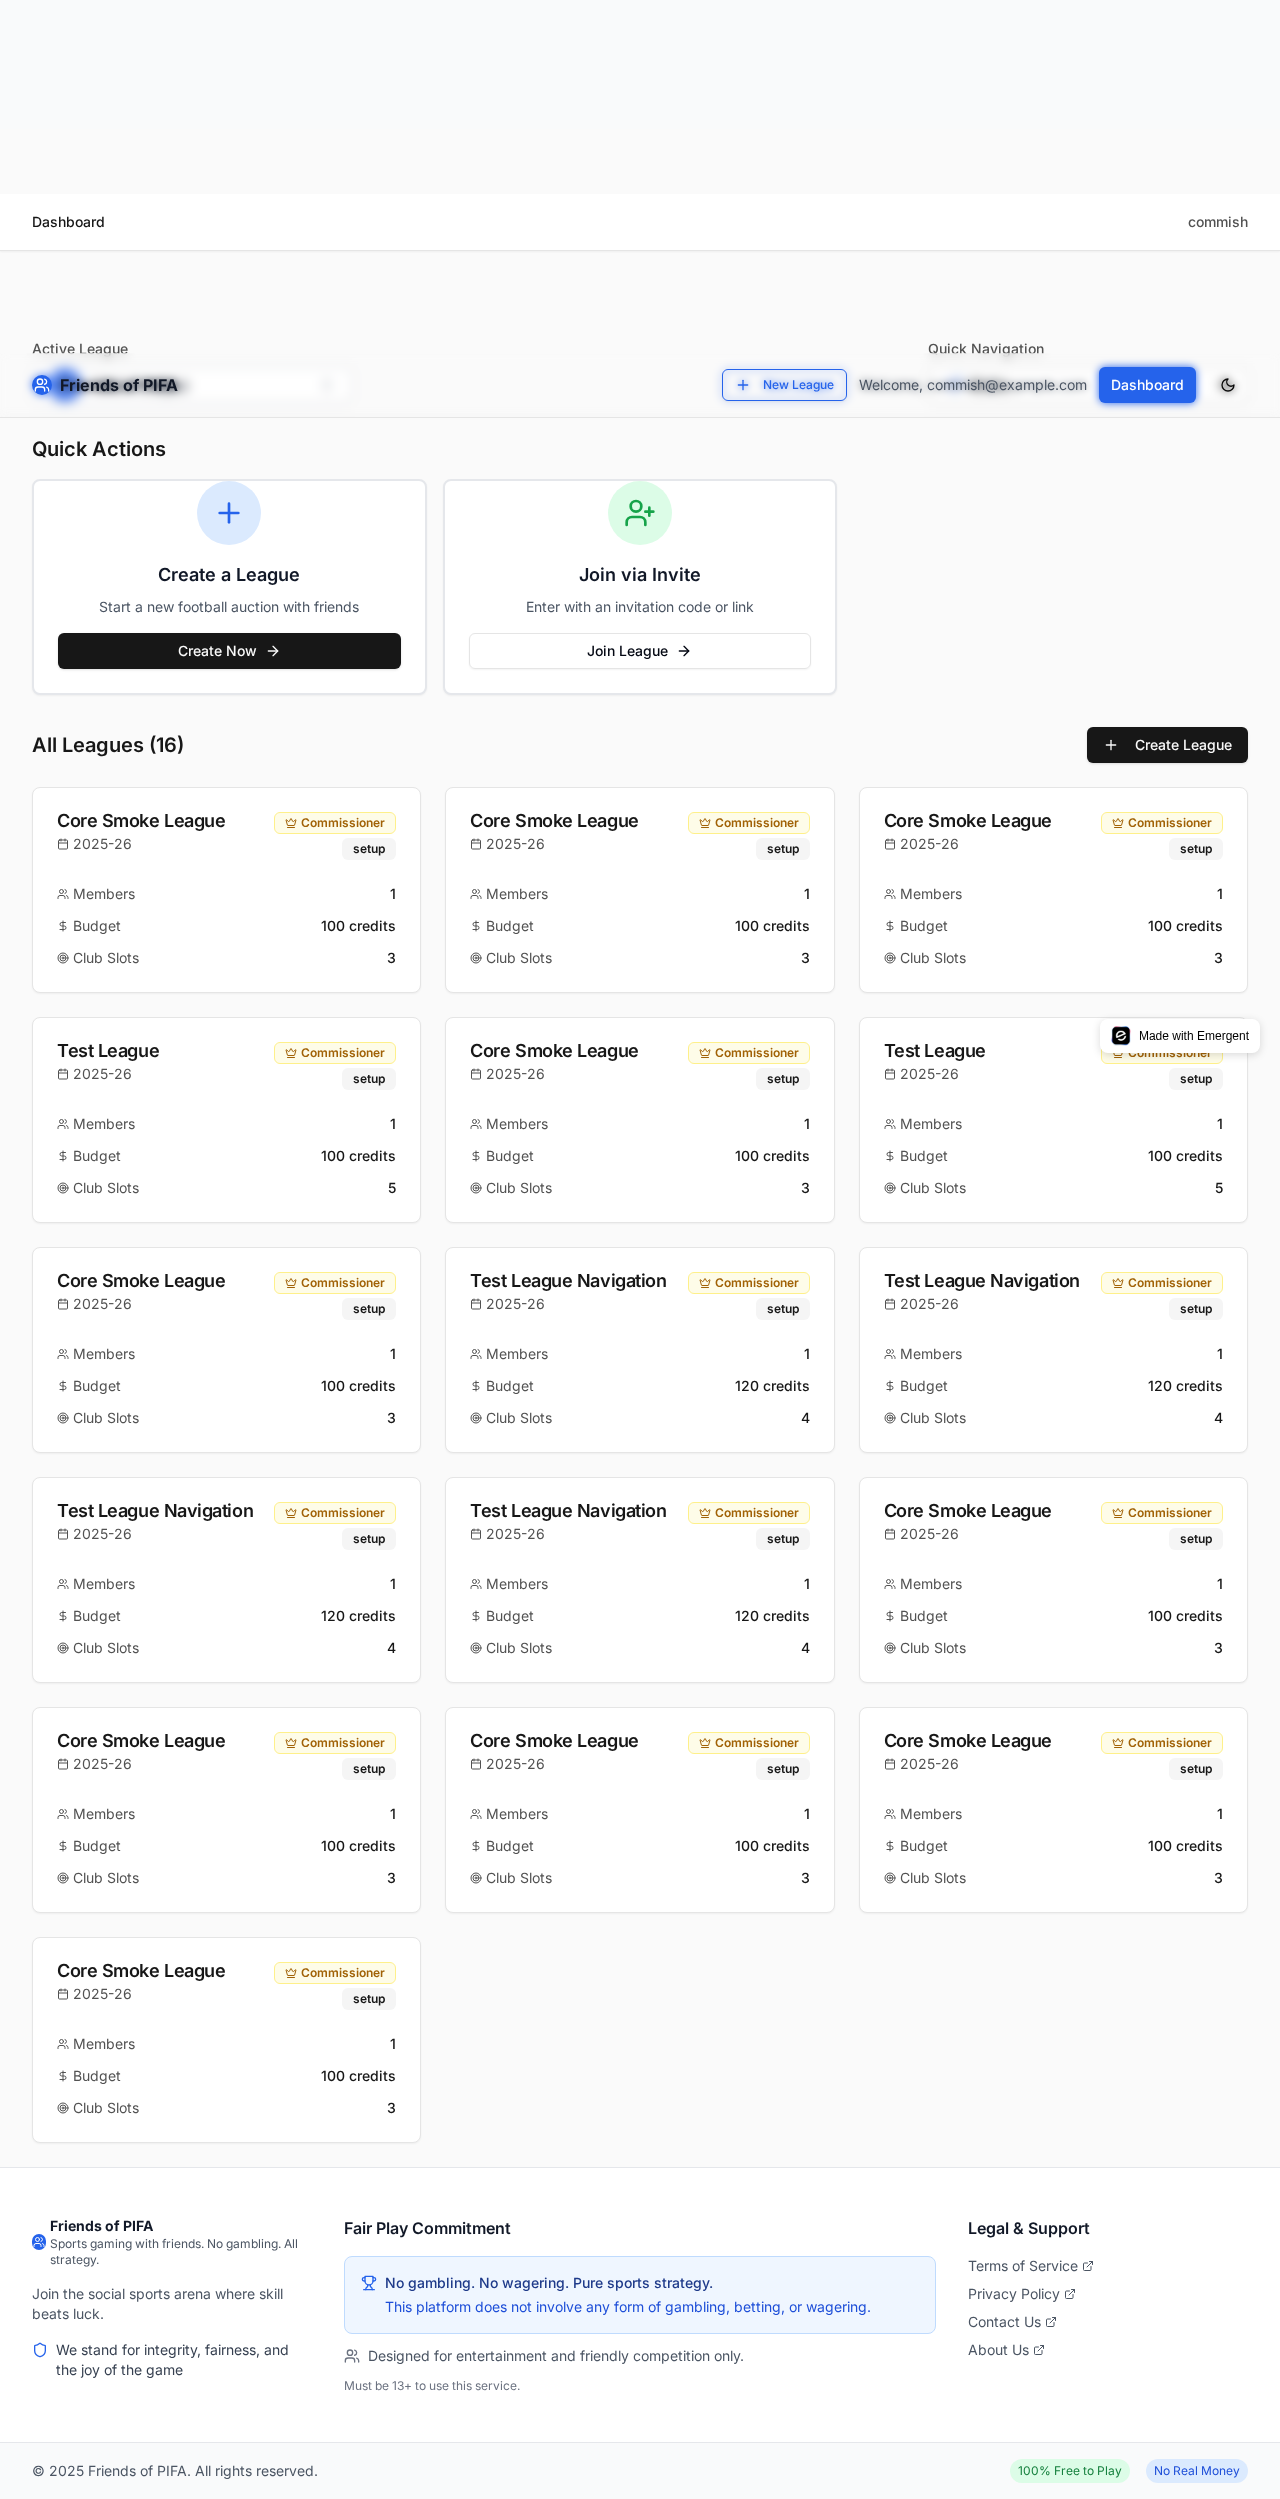 Dashboard
commish
Active League
Quick Navigation
Friends of PIFA
New League
Welcome, commish@example.com
Dashboard
Quick Actions
Create a League
Start a new football auction with friends
Create Now
Join via Invite
Enter with an invitation code or link
Join League
All Leagues (16)
Create League
Core Smoke League
Commissioner
2025-26
setup
Members 1
Budget 100 credits
Club Slots 3
Core Smoke League
Commissioner
2025-26
setup
Members 1
Budget 100 credits
Club Slots 3
Core Smoke League
Commissioner
2025-26
setup
Members 1
Budget 100 credits
Club Slots 3
Test League
Commissioner
2025-26
setup
Members 1
Budget 100 credits
Club Slots 5
Core Smoke League
Commissioner
2025-26
setup
Members 1
Budget 100 credits
Club Slots 3
Made with Emergent
Test League
Commissioner
2025-26
setup
Members 1
Budget 100 credits
Club Slots 5
Core Smoke League
Commissioner
2025-26
setup
Members 1
Budget 100 credits
Club Slots 3
Test League Navigation
Commissioner
2025-26
setup
Members 1
Budget 120 credits
Club Slots 4
Test League Navigation
Commissioner
2025-26
setup
Members 1
Budget 120 credits
Club Slots 4
Test League Navigation
Commissioner
2025-26
setup
Members 1
Budget 120 credits
Club Slots 4
Test League Navigation
Commissioner
2025-26
setup
Members 1
Budget 120 credits
Club Slots 4
Core Smoke League
Commissioner
2025-26
setup
Members 1
Budget 100 credits
Club Slots 3
Core Smoke League
Commissioner
2025-26
setup
Members 1
Budget 100 credits
Club Slots 3
Core Smoke League
Commissioner
2025-26
setup
Members 1
Budget 100 credits
Club Slots 3
Core Smoke League
Commissioner
2025-26
setup
Members 1
Budget 100 credits
Club Slots 3
Core Smoke League
Commissioner
2025-26
setup
Members 1
Budget 100 credits
Club Slots 3
Friends of PIFA
Sports gaming with friends. No gambling. All
strategy.
Join the social sports arena where skill
beats luck.
We stand for integrity, fairness, and
the joy of the game
Fair Play Commitment
No gambling. No wagering. Pure sports strategy.
This platform does not involve any form of gambling, betting, or wagering.
Designed for entertainment and friendly competition only.
Must be 13+ to use this service.
Legal & Support
Terms of Service
Privacy Policy
Contact Us
About Us
© 2025 Friends of PIFA. All rights reserved.
100% Free to Play
No Real Money